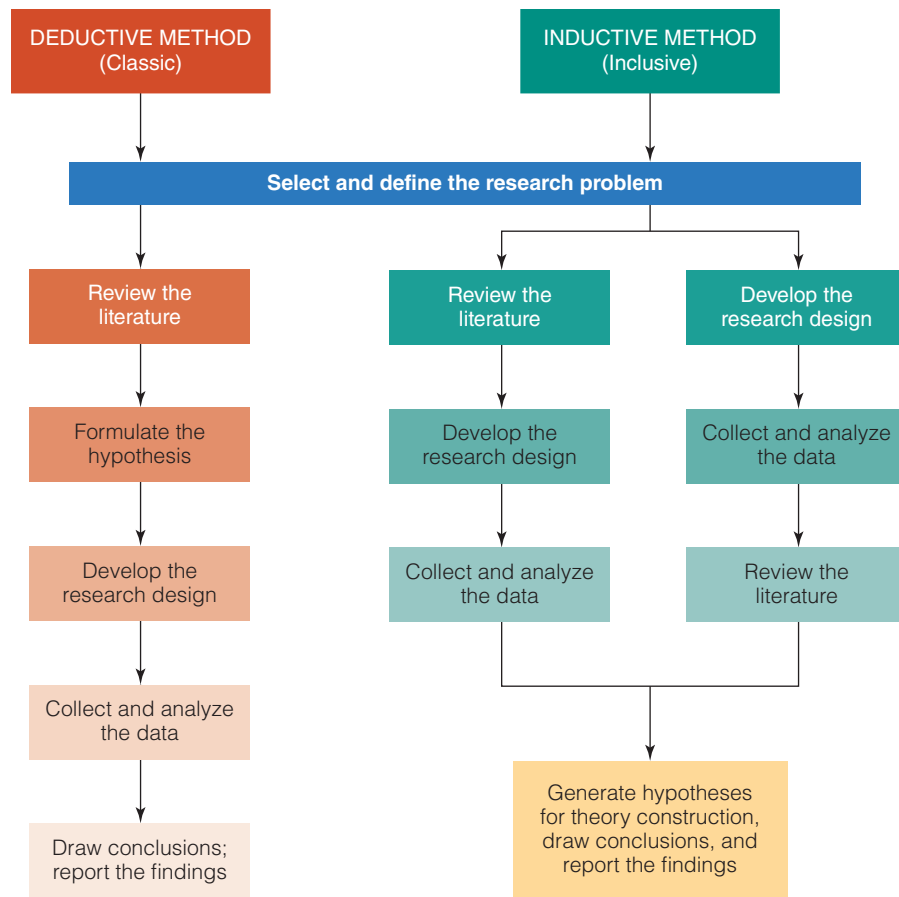 DEDUCTIVE METHOD
(Classic)
INDUCTIVE METHOD
(Inclusive)
Select and define the research problem
Review the
literature
Formulate the
hypothesis
Develop the
research design
Collect and analyze
the data
Draw conclusions;
report the findings
Review the
literature
Develop the
research design
Collect and analyze
the data
Develop the
research design
Collect and analyze
the data
Review the
literature
Generate hypotheses
for theory construction,
draw conclusions, and
report the findings